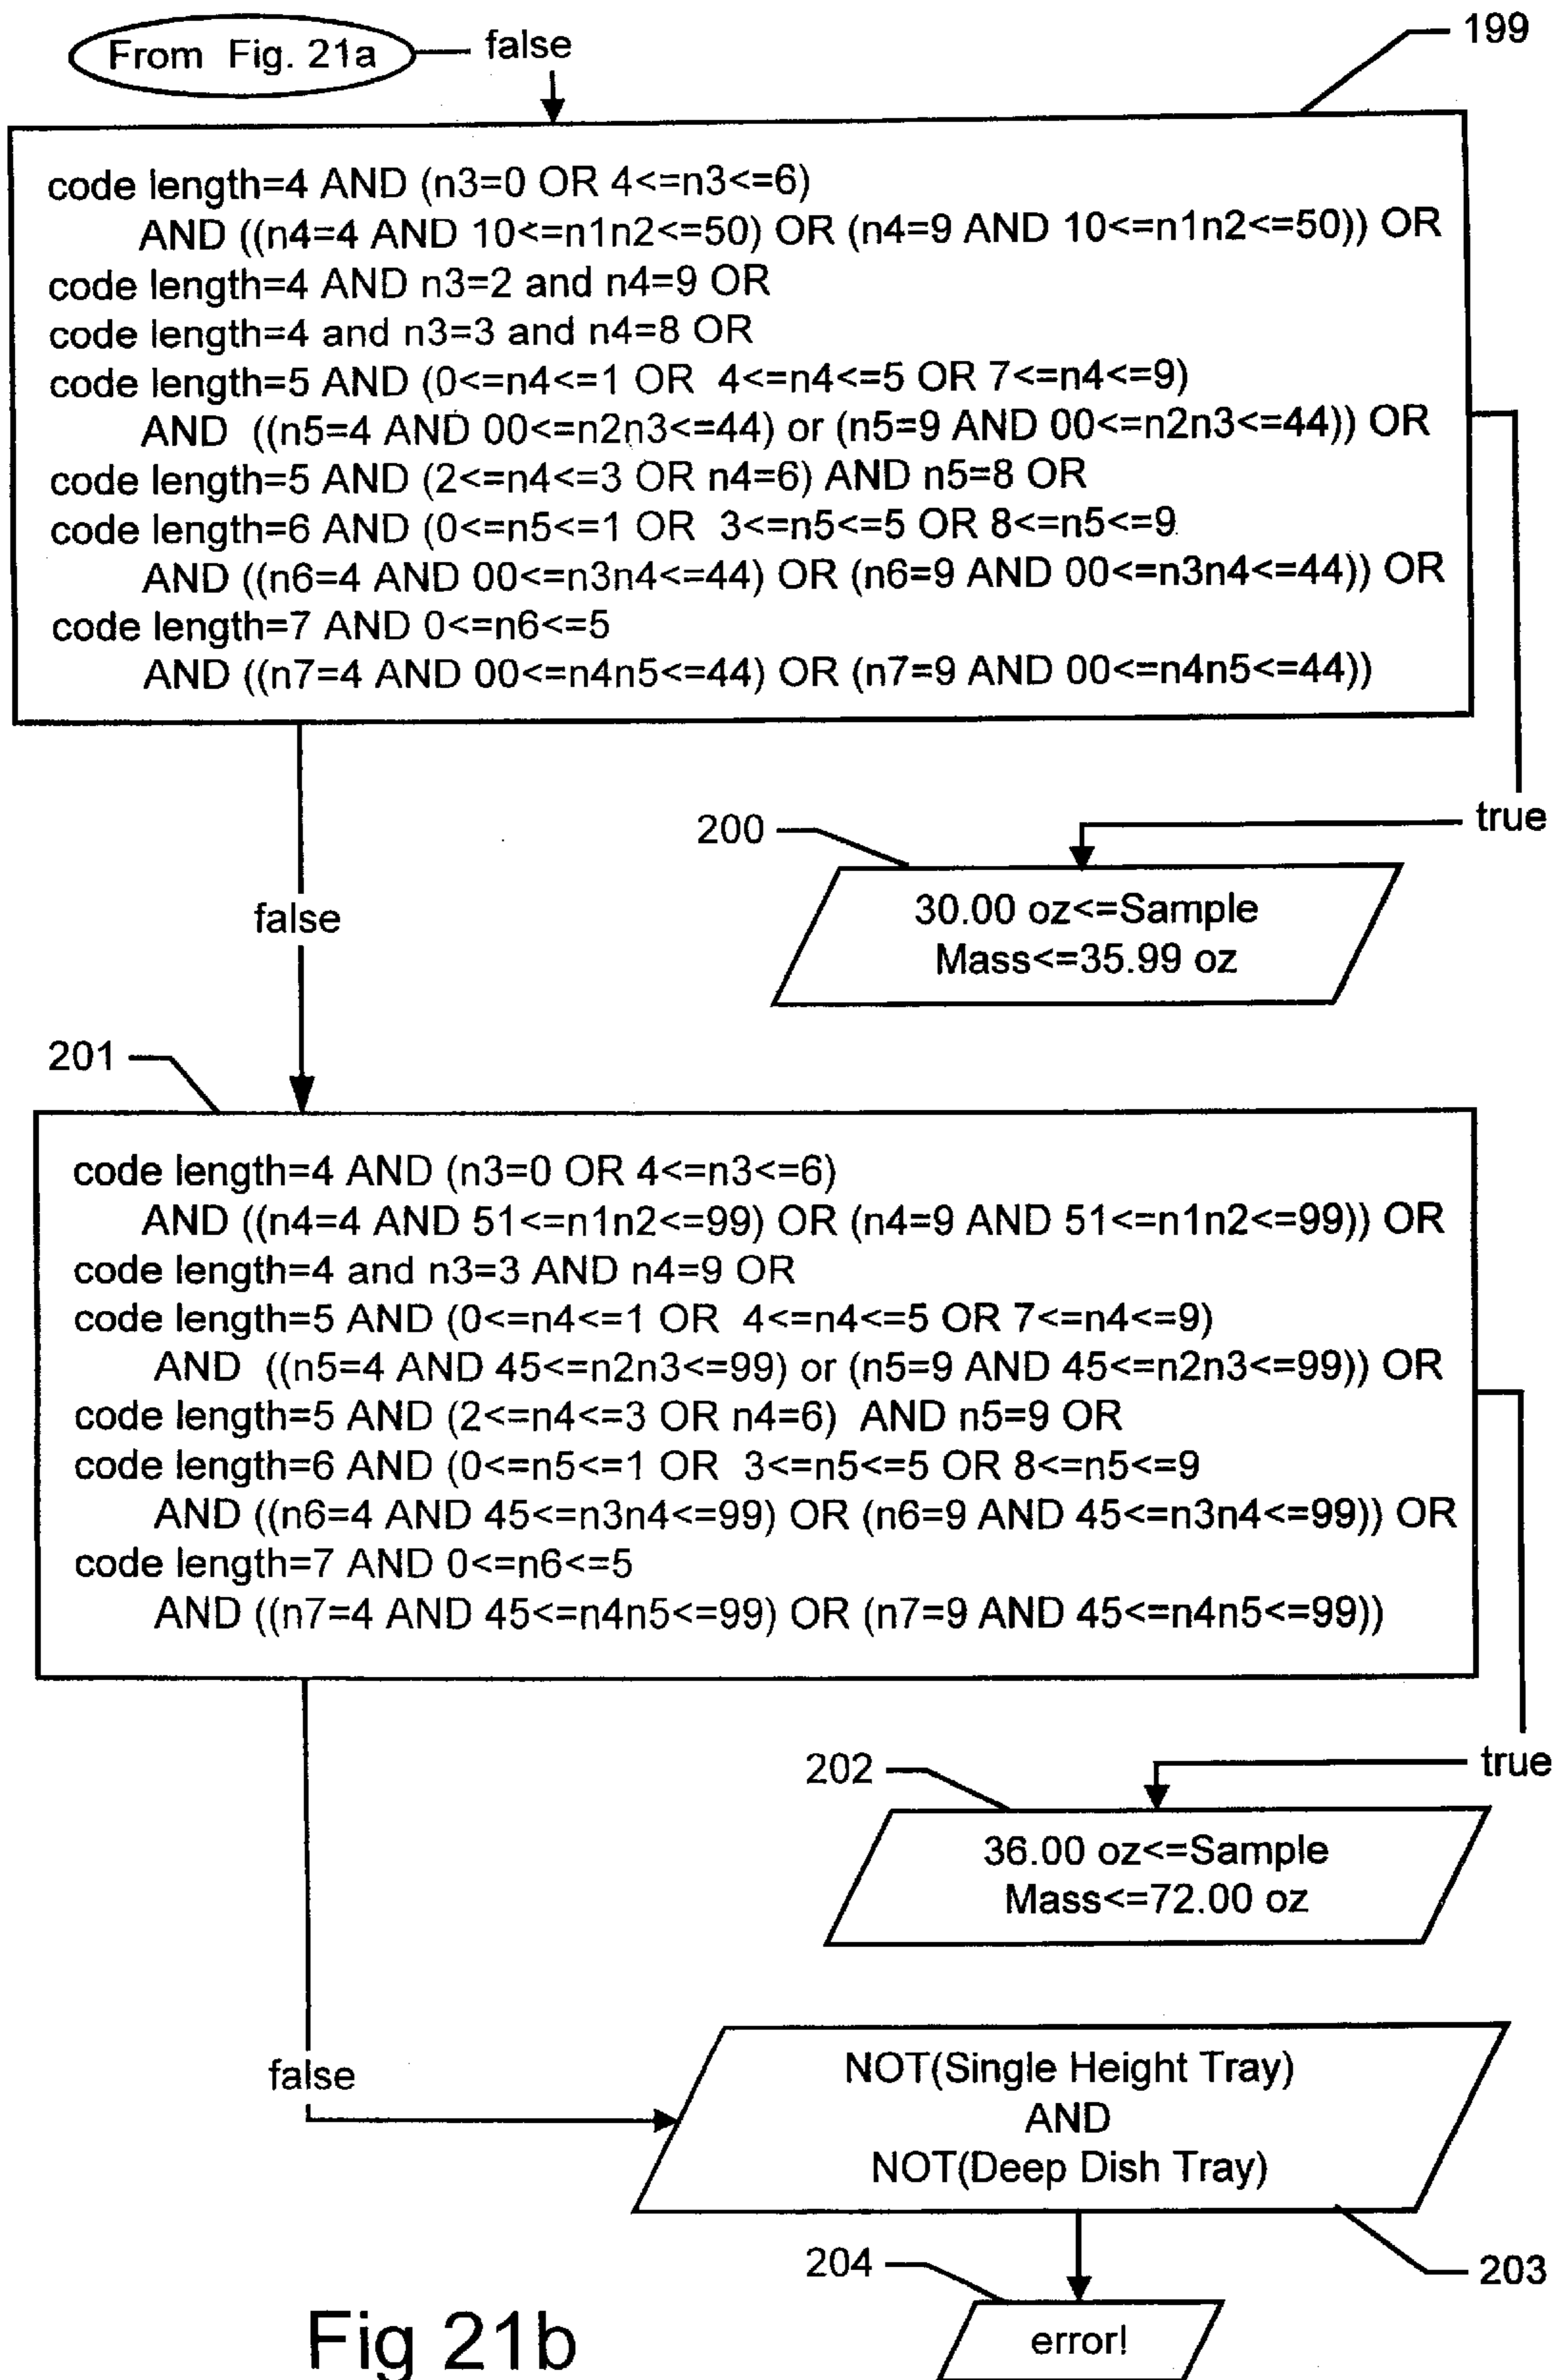 From Fig. 21a
false
199
code length=4 AND (n3=0 OR 4<=n3<=6)
AND ((n4=4 AND 10<=n1n2<=50) OR (n4=9 AND 10<=n1n2<=50)) OR
code length=4 AND n3=2 and n4=9 OR
code length=4 and n3=3 and n4=8 OR
code length=5 AND (0<=n4<=1 OR 4<=n4<=5 OR 7<=n4<=9)
AND ((n5=4 AND 00<=n2n3<=44) or (n5=9 AND 00<=n2n3<=44)) OR
code length=5 AND (2<=n4<=3 OR n4=6) AND n5=8 OR
code length=6 AND (0<=n5<=1 OR 3<=n5<=5 OR 8<=n5<=9
AND ((n6=4 AND 00<=n3n4<=44) OR (n6=9 AND 00<=n3n4<=44)) OR
code length=7 AND 0<=n6<=5
AND ((n7=4 AND 00<=n4n5<=44) OR (n7=9 AND 00<=n4n5<=44))
true
200
30.00 oz<=Sample
Mass<=35.99 oz
false
201
code length=4 AND (n3=0 OR 4<=n3<=6)
AND ((n4=4 AND 51<=n1n2<=99) OR (n4=9 AND 51<=n1n2<=99)) OR
code length=4 and n3=3 AND n4=9 OR
code length=5 AND (0<=n4<=1 OR 4<=n4<=5 OR 7<=n4<=9)
AND ((n5=4 AND 45<=n2n3<=99) or (n5=9 AND 45<=n2n3<=99)) OR
code length=5 AND (2<=n4<=3 OR n4=6) AND n5=9 OR
code length=6 AND (0<=n5<=1 OR 3<=n5<=5 OR 8<=n5<=9
AND ((n6=4 AND 45<=n3n4<=99) OR (n6=9 AND 45<=n3n4<=99)) OR
code length=7 AND 0<=n6<=5
AND ((n7=4 AND 45<=n4n5<=99) OR (n7=9 AND 45<=n4n5<=99))
true
202
36.00 oz<=Sample
Mass<=72.00 oz
false
NOT(Single Height Tray)
AND
NOT(Deep Dish Tray)
203
204
error!
Fig 21b